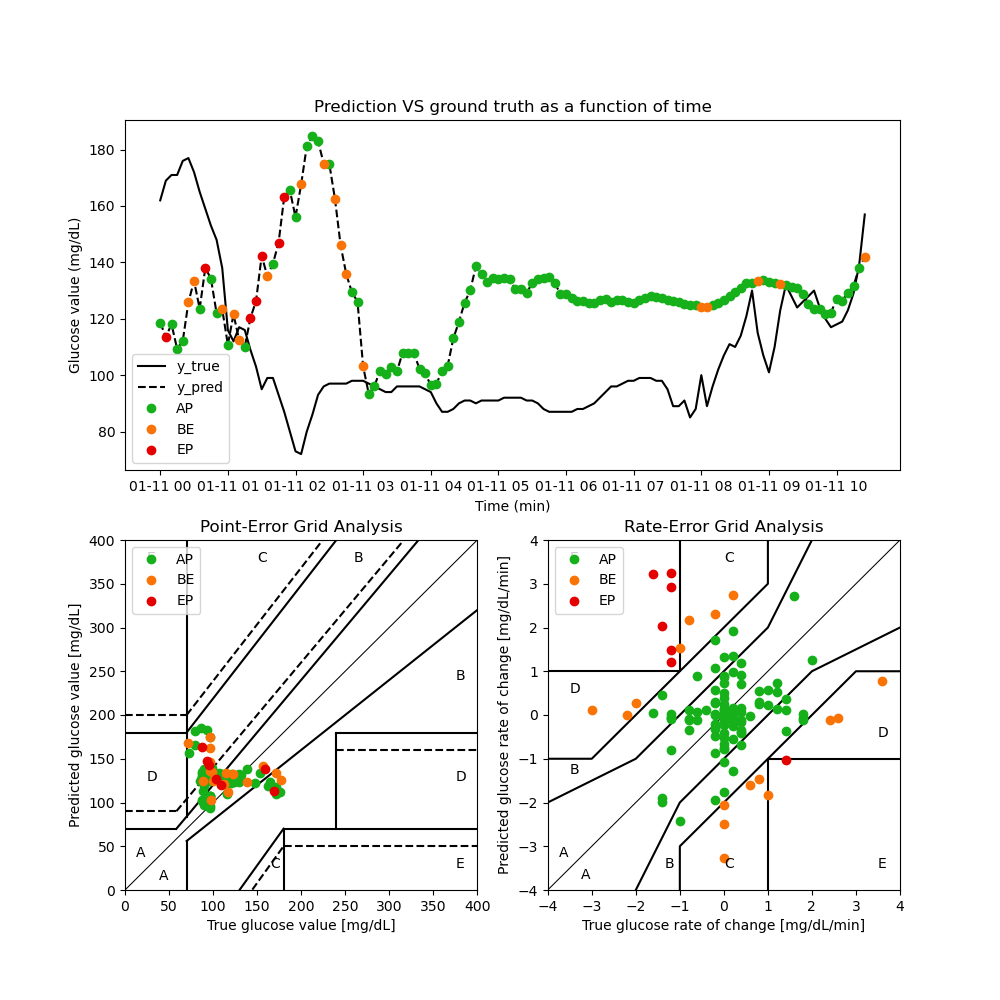 Prediction VS ground truth as a function of time
Glucose value (mg/dL)
180
160
140
120
100
80
y_true
y_pred
AP
BE
EP
01-11 00 01-11 01 01-11 02 01-11 03 01-11 04 01-11 05 01-11 06 01-11 07 01-11 08 01-11 09 01-11 10
Time (min)
Point-Error Grid Analysis
Predicted glucose value [mg/dL]
400
350
300
250
200
150
100
50
0
AP
BE
EP
C
B
B
D
D
A
A
C
E
0 50 100 150 200 250 300 350 400
True glucose value [mg/dL]
Rate-Error Grid Analysis
Predicted glucose rate of change [mg/dL/min]
4
3
2
1
0
−1
−2
−3
−4
AP
BE
EP
C
D
D
B
A
A
B
C
E
−4 −3 −2 −1 0 1 2 3 4
True glucose rate of change [mg/dL/min]